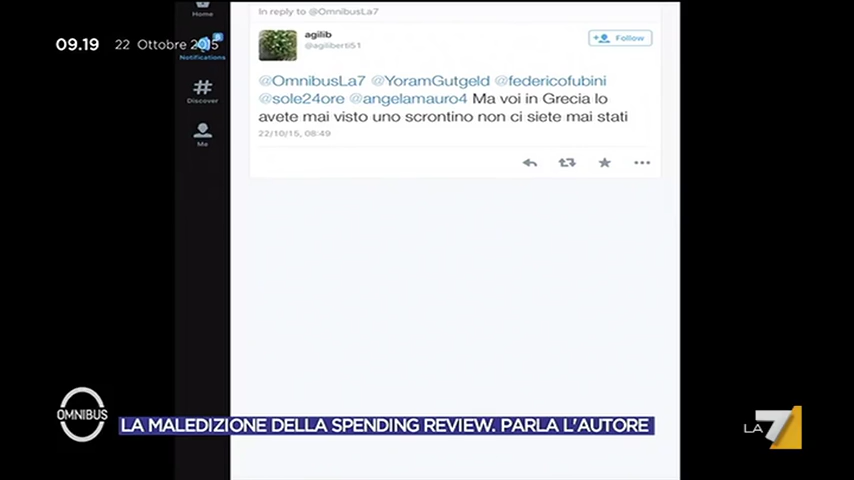 09.19 22 Ottobre 2015
Home
8
Notifications
Discover
Me
In reply to @OmnibusLa7
agilib
@agiliberti51
Follow
@OmnibusLa7 @YoramGutgeld @federicofubini
@sole24ore @angelamauro4 Ma voi in Grecia lo
avete mai visto uno scrontino non ci siete mai stati
22/10/15, 08:49
OMNIBUS
LA MALEDIZIONE DELLA SPENDING REVIEW. PARLA L'AUTORE
LA 7